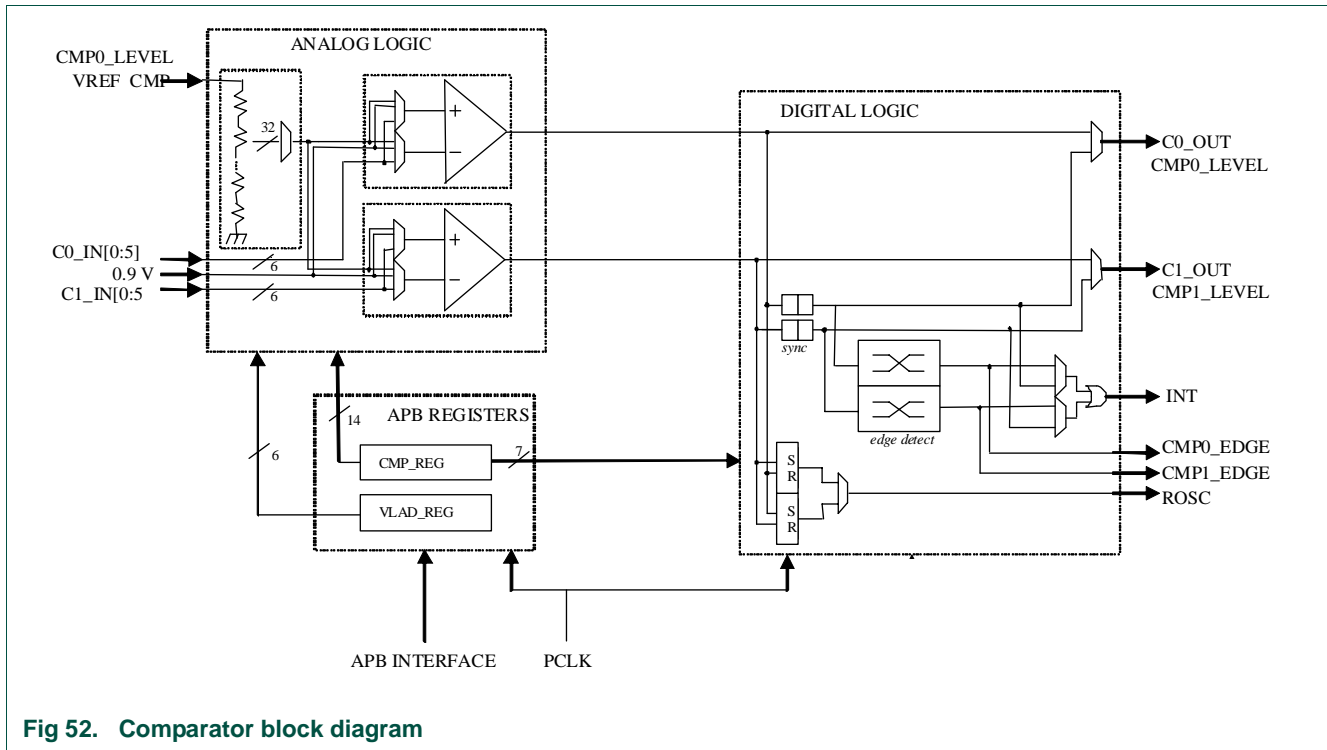 ANALOG LOGIC
CMP0_LEVEL
VREF_CMP
32
+
−
+
−
C0_IN[0:5]
6
0.9 V
C1_IN[0:5
6
DIGITAL LOGIC
C0_OUT
CMP0_LEVEL
C1_OUT
CMP1_LEVEL
sync
edge detect
INT
CMP0_EDGE
CMP1_EDGE
ROSC
S
R
S
R
14
6
APB REGISTERS
CMP_REG
7
VLAD_REG
APB INTERFACE
PCLK
Fig 52. Comparator block diagram